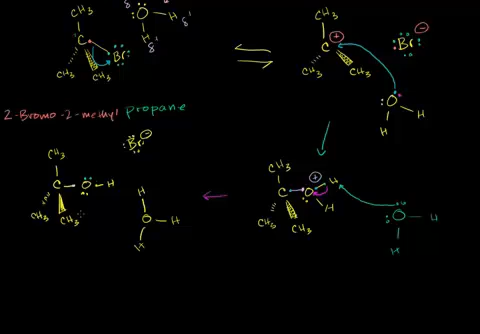 CH3
δ-
O
H δ+
H
δ+
C
Br
CH3
CH3
CH3
C +
Br -
CH3
CH3
O
H
H
2-Bromo-2-methyl propane
Br -
CH3
C O H
CH3
CH3
H
O H
H
CH3
C O H
+
H
CH3
CH3
O H
H